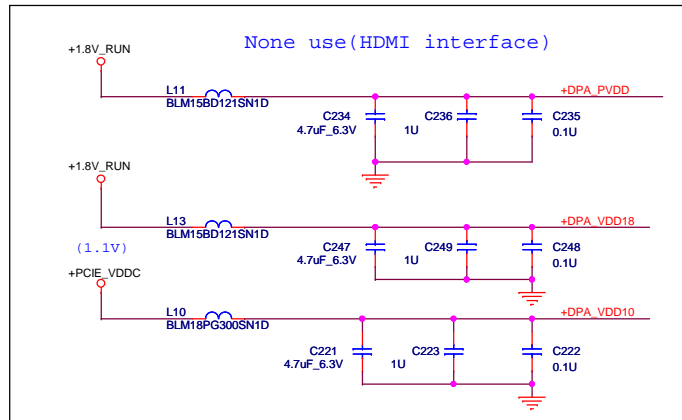 None use(HDMI interface)
+1.8V_RUN
L11
BLM15BD121SN1D
+DPA_PVDD
C234
4.7uF_6.3V
C236
1U
C235
0.1U
+1.8V_RUN
L13
BLM15BD121SN1D
+DPA_VDD18
C247
4.7uF_6.3V
C249
1U
C248
0.1U
(1.1V)
+PCIE_VDDC
L10
BLM18PG300SN1D
+DPA_VDD10
C221
4.7uF_6.3V
C223
1U
C222
0.1U